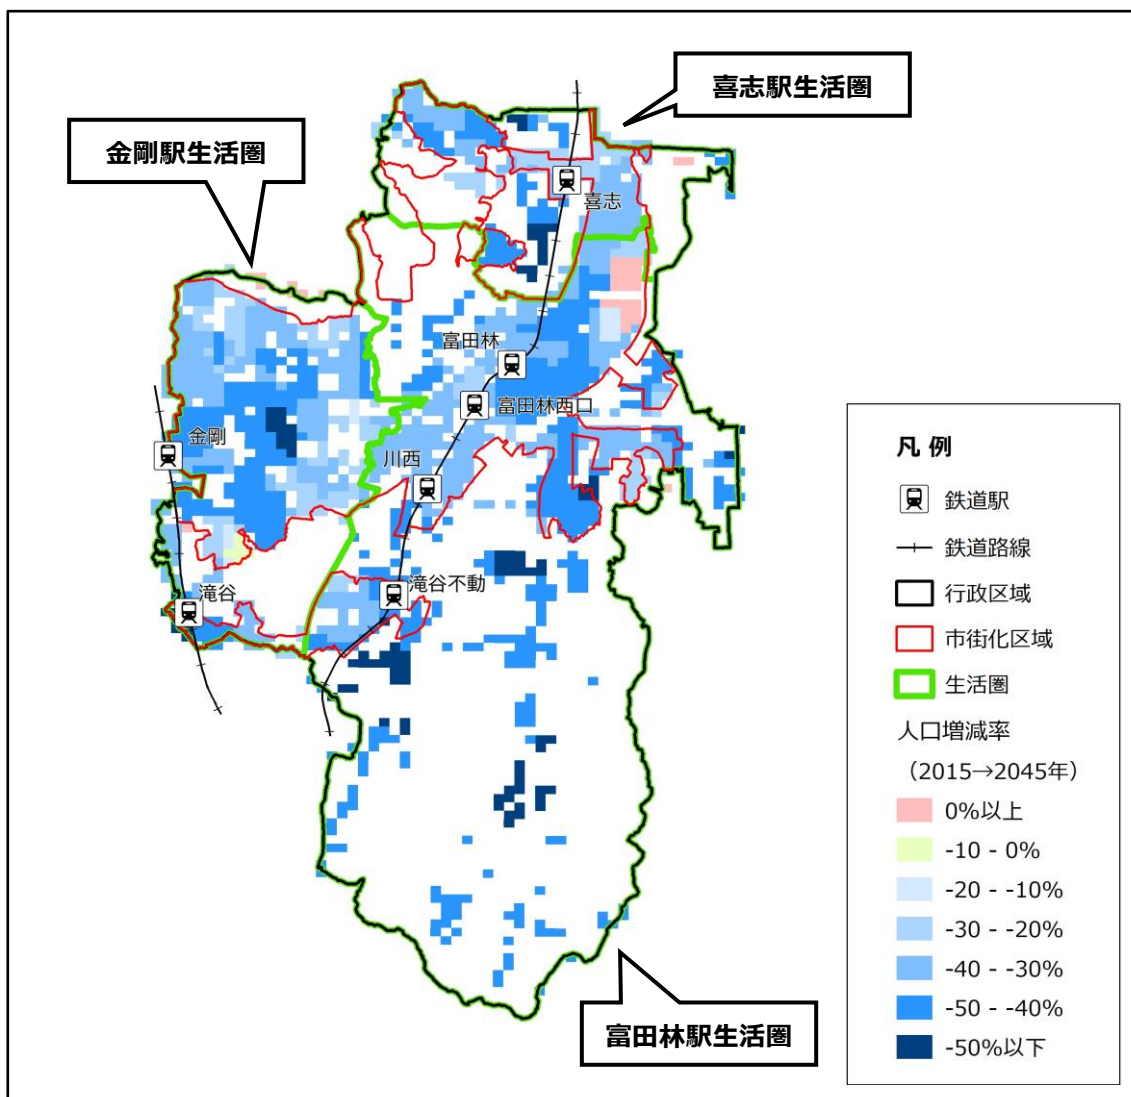 喜志駅生活圏
金剛駅生活圏
喜志
富田林
富田林西口
金剛
川西
滝谷不動
滝谷
富田林駅生活圏
凡 例
鉄道駅
鉄道路線
行政区域
市街化区域
生活圏
人口増減率
（2015→2045年）
0%以上
-10 - 0%
-20 - -10%
-30 - -20%
-40 - -30%
-50 - -40%
-50%以下